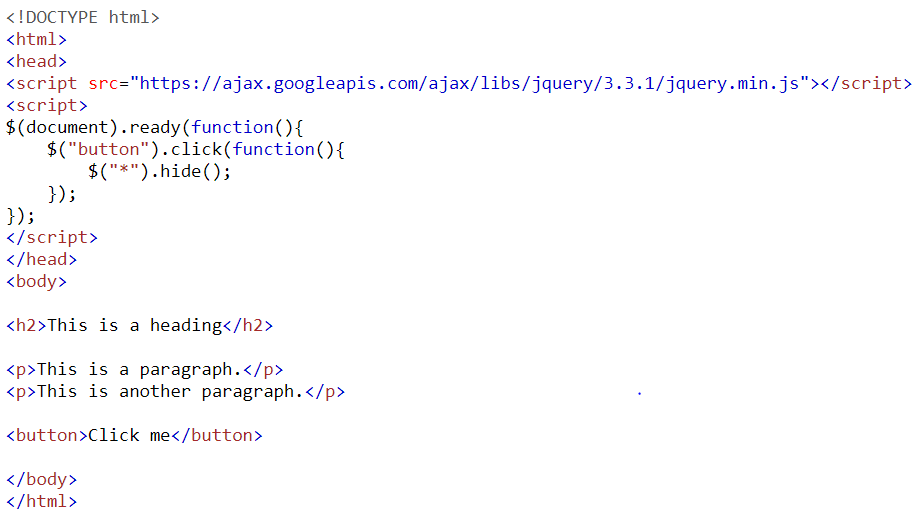 <!DOCTYPE html>
<html>
<head>
<script src="https://ajax.googleapis.com/ajax/libs/jquery/3.3.1/jquery.min.js"></script>
<script>
$(document).ready(function(){
    $("button").click(function(){
        $("*").hide();
    });
});
</script>
</head>
<body>

<h2>This is a heading</h2>

<p>This is a paragraph.</p>
<p>This is another paragraph.</p>

<button>Click me</button>

</body>
</html>